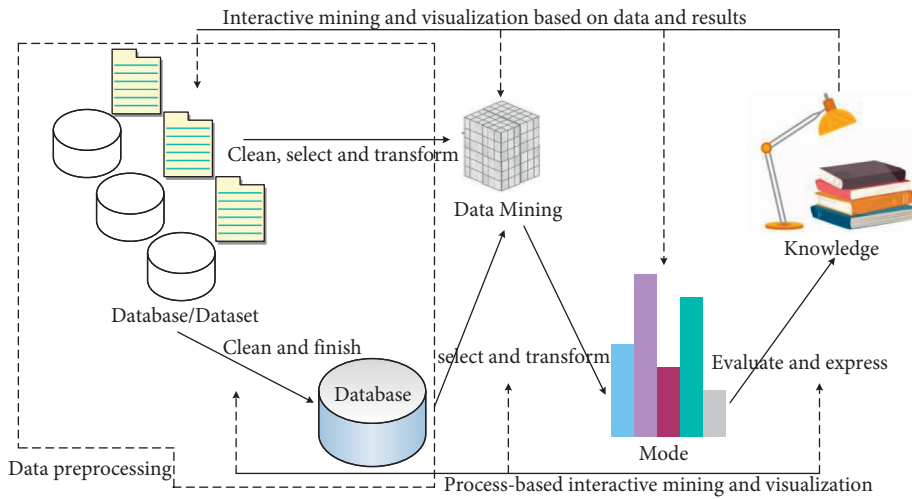 Interactive mining and visualization based on data and results
Clean, select and transform
Data Mining
Knowledge
Database/Dataset
Clean and finish
select and transform
Evaluate and express
Database
Mode
Data preprocessing
Process-based interactive mining and visualization